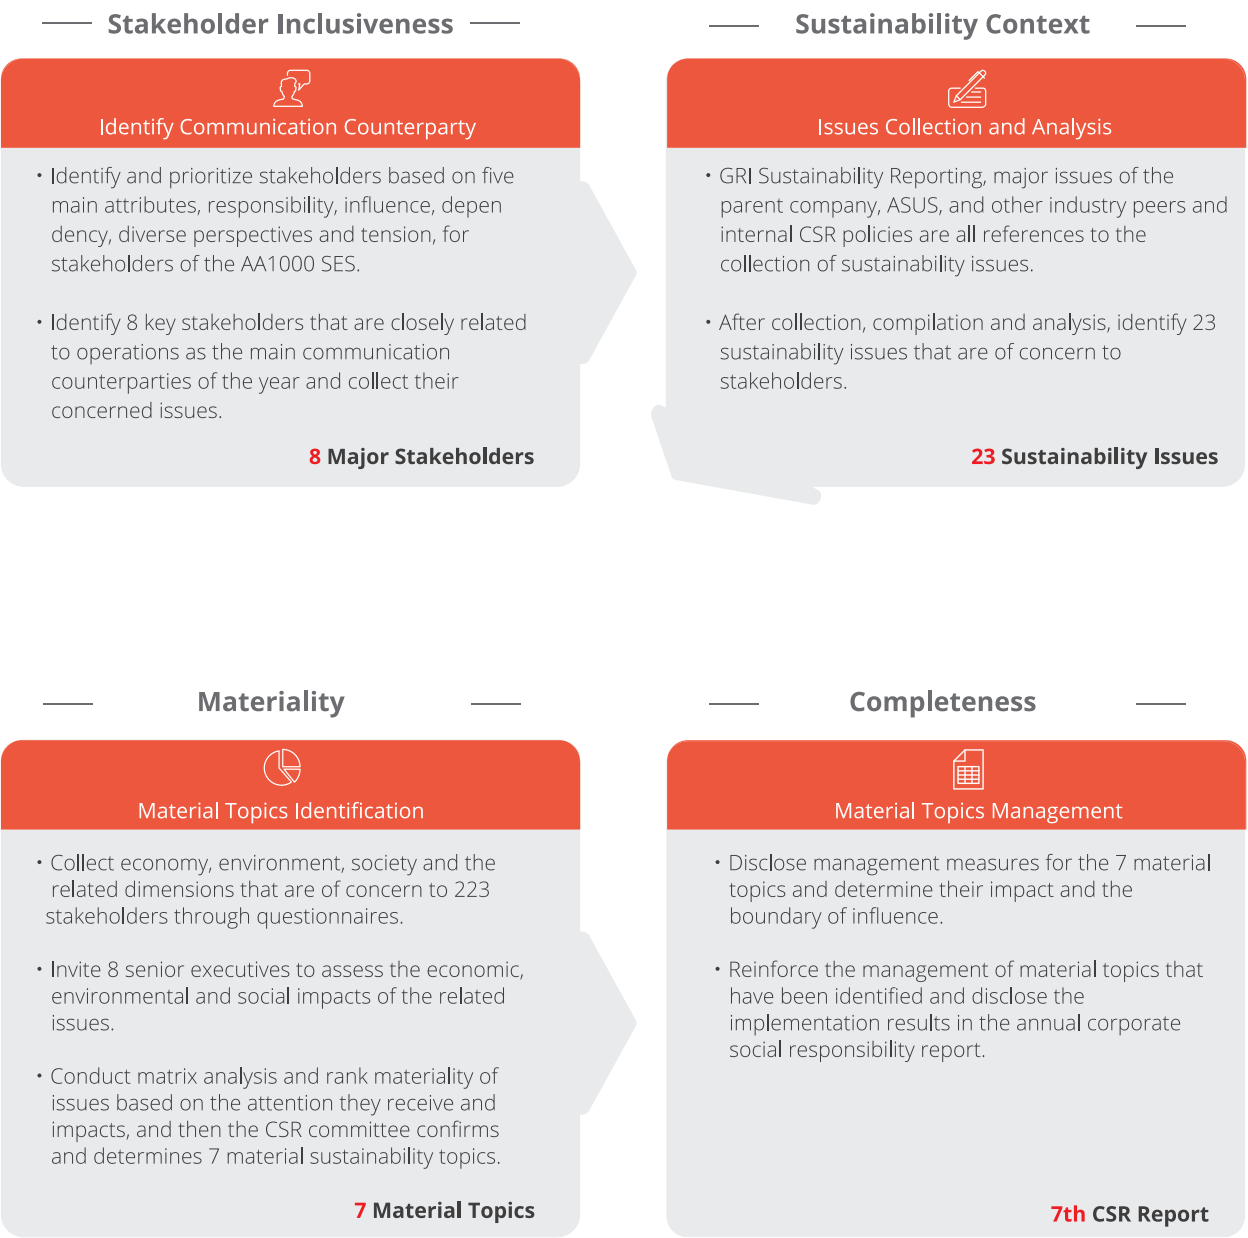 Stakeholder Inclusiveness
Identify Communication Counterparty
• Identify and prioritize stakeholders based on five
main attributes, responsibility, influence, depen
dency, diverse perspectives and tension, for
stakeholders of the AA1000 SES.
• Identify 8 key stakeholders that are closely related
to operations as the main communication
counterparties of the year and collect their
concerned issues.
8 Major Stakeholders
Sustainability Context
Issues Collection and Analysis
• GRI Sustainability Reporting, major issues of the
parent company, ASUS, and other industry peers and
internal CSR policies are all references to the
collection of sustainability issues.
• After collection, compilation and analysis, identify 23
sustainability issues that are of concern to
stakeholders.
23 Sustainability Issues
Materiality
Material Topics Identification
• Collect economy, environment, society and the
related dimensions that are of concern to 223
stakeholders through questionnaires.
• Invite 8 senior executives to assess the economic,
environmental and social impacts of the related
issues.
• Conduct matrix analysis and rank materiality of
issues based on the attention they receive and
impacts, and then the CSR committee confirms
and determines 7 material sustainability topics.
7 Material Topics
Completeness
Material Topics Management
• Disclose management measures for the 7 material
topics and determine their impact and the
boundary of influence.
• Reinforce the management of material topics that
have been identified and disclose the
implementation results in the annual corporate
social responsibility report.
7th CSR Report